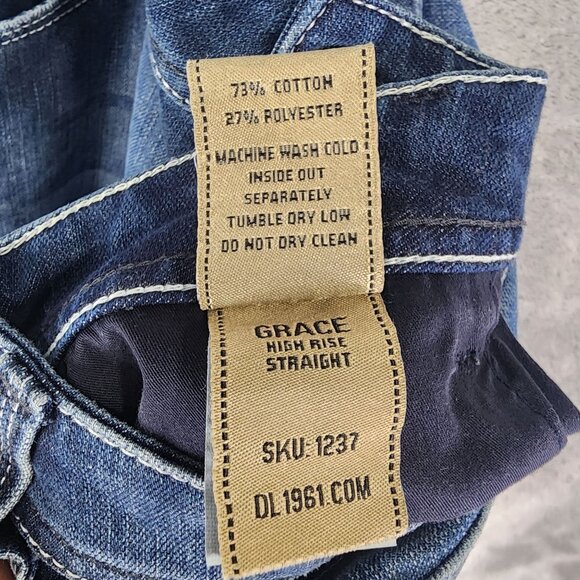 73% COTTON
27% POLYESTER
MACHINE WASH COLD
INSIDE OUT
SEPARATELY
TUMBLE DRY LOW
DO NOT DRY CLEAN
GRACE
HIGH RISE
STRAIGHT
SKU: 1237
DL1961.COM